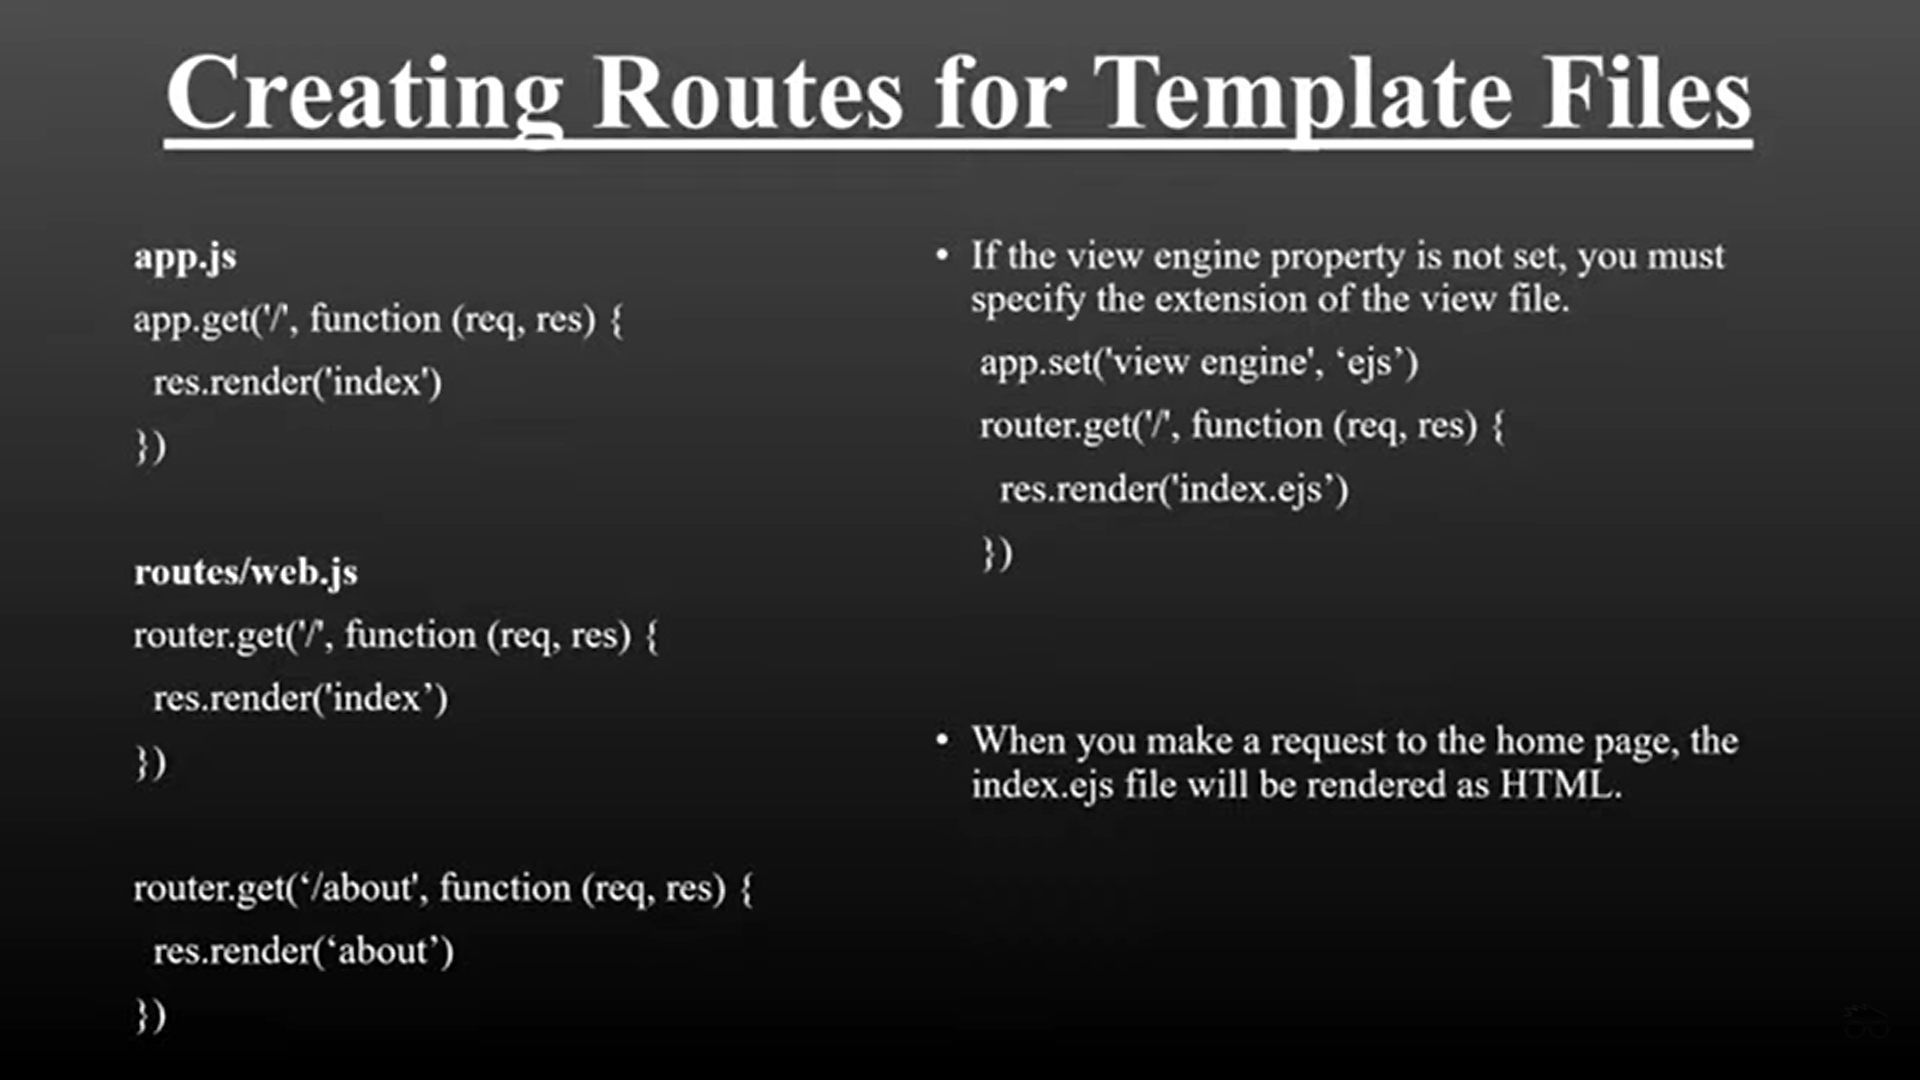 Creating Routes for Template Files
app.js
app.get('/', function (req, res) {
res.render('index')
})
routes/web.js
router.get('/', function (req, res) {
res.render('index’)
})
router.get(‘/about', function (req, res) {
res.render(‘about’)
})
• If the view engine property is not set, you must
specify the extension of the view file.
app.set('view engine', ‘ejs’)
router.get('/', function (req, res) {
res.render('index.ejs’)
})
• When you make a request to the home page, the
index.ejs file will be rendered as HTML.